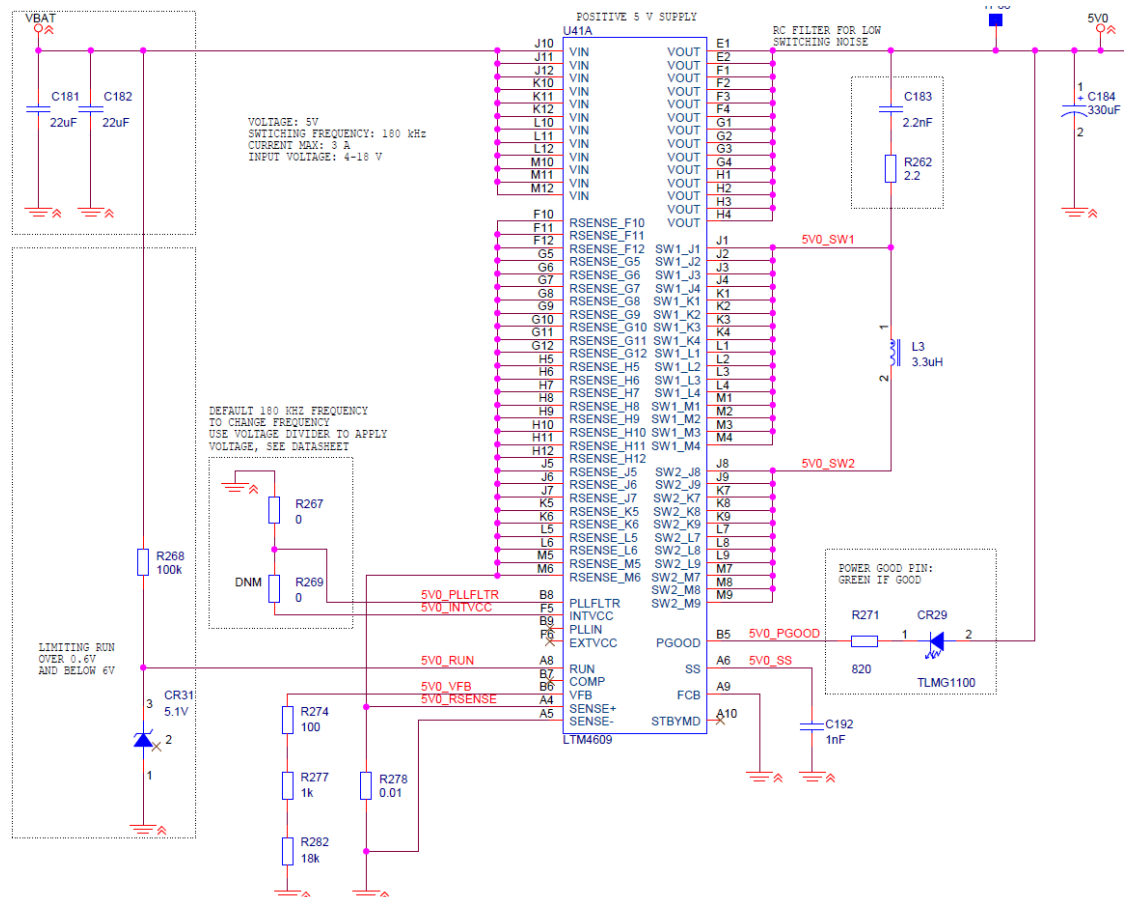 VBAT
POSITIVE 5 V SUPPLY
U41A
5V0
RC FILTER FOR LOW
SWITCHING NOISE
C181
22uF
C182
22uF
VOLTAGE: 5V
SWTICHING FREQUENCY: 180 kHz
CURRENT MAX: 3 A
INPUT VOLTAGE: 4-18 V
J10 VIN
J11 VIN
J12 VIN
K10 VIN
K11 VIN
K12 VIN
L10 VIN
L11 VIN
L12 VIN
M10 VIN
M11 VIN
M12 VIN
VOUT E1
VOUT E2
VOUT F1
VOUT F2
VOUT F3
VOUT F4
VOUT G1
VOUT G2
VOUT G3
VOUT G4
VOUT H1
VOUT H2
VOUT H3
VOUT H4
C183
2.2nF
R262
2.2
1
C184
330uF
2
+
F10 RSENSE_F10
F11 RSENSE_F11
F12 RSENSE_F12
G5 RSENSE_G5
G6 RSENSE_G6
G7 RSENSE_G7
G8 RSENSE_G8
G9 RSENSE_G9
G10 RSENSE_G10
G11 RSENSE_G11
G12 RSENSE_G12
H5 RSENSE_H5
H6 RSENSE_H6
H7 RSENSE_H7
H8 RSENSE_H8
H9 RSENSE_H9
H10 RSENSE_H10
H11 RSENSE_H11
H12 RSENSE_H12
J5 RSENSE_J5
J6 RSENSE_J6
J7 RSENSE_J7
K5 RSENSE_K5
K6 RSENSE_K6
L5 RSENSE_L5
L6 RSENSE_L6
M5 RSENSE_M5
M6 RSENSE_M6
SW1_J1 J1 5V0_SW1
SW1_J2 J2
SW1_J3 J3
SW1_J4 J4
SW1_K1 K1
SW1_K2 K2
SW1_K3 K3
SW1_K4 K4
SW1_L1 L1
SW1_L2 L2
SW1_L3 L3
SW1_L4 L4
SW1_M1 M1
SW1_M2 M2
SW1_M3 M3
SW1_M4 M4
1
L3
3.3uH
2
SW2_J8 J8 5V0_SW2
SW2_J9 J9
SW2_K7 K7
SW2_K8 K8
SW2_K9 K9
SW2_L7 L7
SW2_L8 L8
SW2_L9 L9
SW2_M7 M7
SW2_M8 M8
SW2_M9 M9
DEFAULT 180 KHZ FREQUENCY
TO CHANGE FREQUENCY
USE VOLTAGE DIVIDER TO APPLY
VOLTAGE, SEE DATASHEET
R267
0
DNM
R269
0
R268
100k
LIMITING RUN
OVER 0.6V
AND BELOW 6V
3
CR31
5.1V
2
1
5V0_PLLFLTR B8 PLLFLTR
5V0_INTVCC F5 INTVCC
B9 PLLIN
F6 EXTVCC
5V0_RUN A8 RUN
B7 COMP
5V0_VFB B6 VFB
5V0_RSENSE A4 SENSE+
A5 SENSE-
LTM4609
PGOOD B5 5V0_PGOOD
SS A6 5V0_SS
FCB A9
STBYMD A10
POWER GOOD PIN:
GREEN IF GOOD
R271
820
1
CR29
2
TLMG1100
C192
1nF
R274
100
R277
1k
R282
18k
R278
0.01